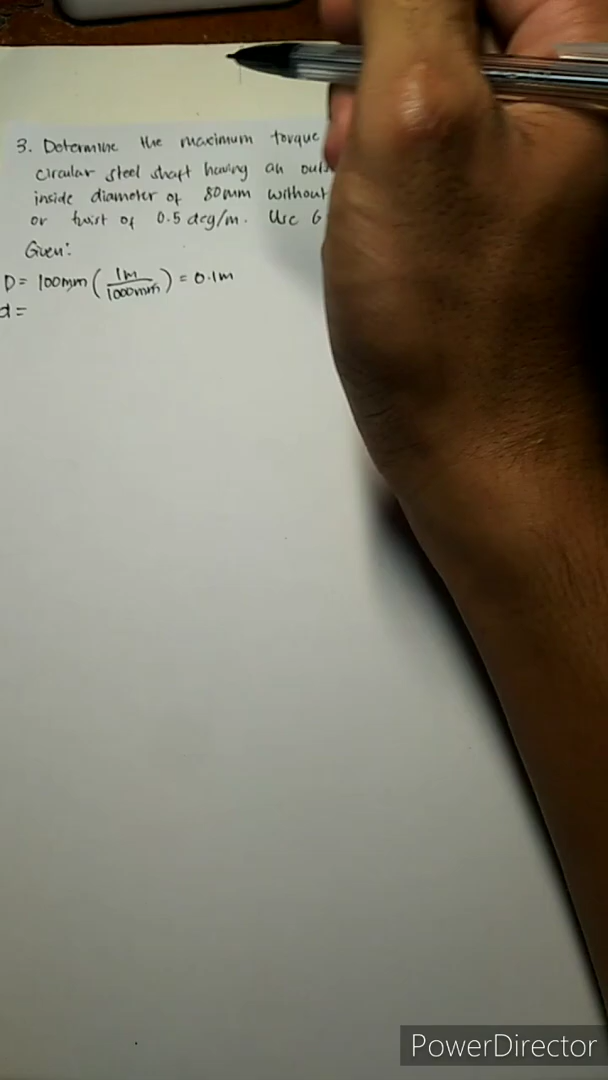 3. Determine the maximum torque
circular steel shaft having an
inside diameter of 80mm without
or twist of 0.5 deg/m. Use G
Given:
D = 100mm (1m/1000mm) = 0.1m
d =
PowerDirector